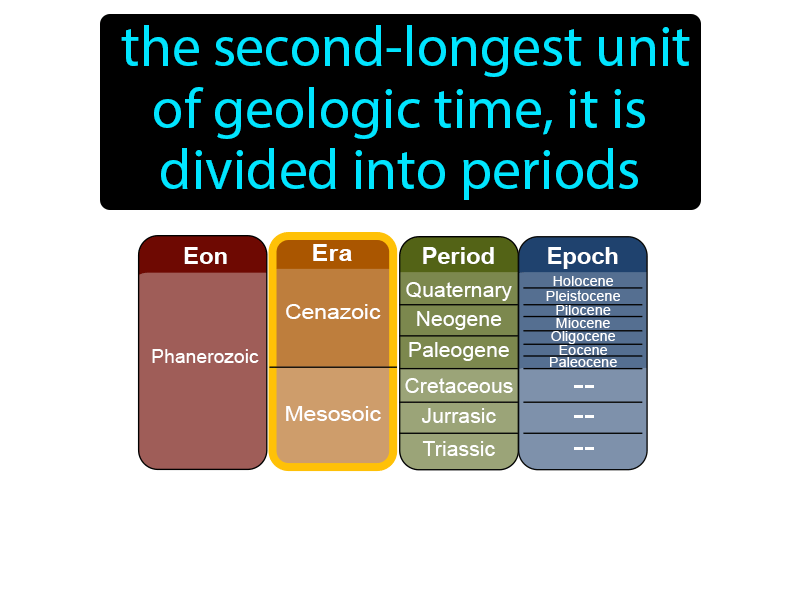 the second-longest unit
of geologic time, it is
divided into periods
Eon
Era
Period
Epoch
Phanerozoic
Cenazoic
Mesosoic
Quaternary
Neogene
Paleogene
Cretaceous
Jurrasic
Triassic
Holocene
Pleistocene
Pilocene
Miocene
Oligocene
Eocene
Paleocene
--
--
--